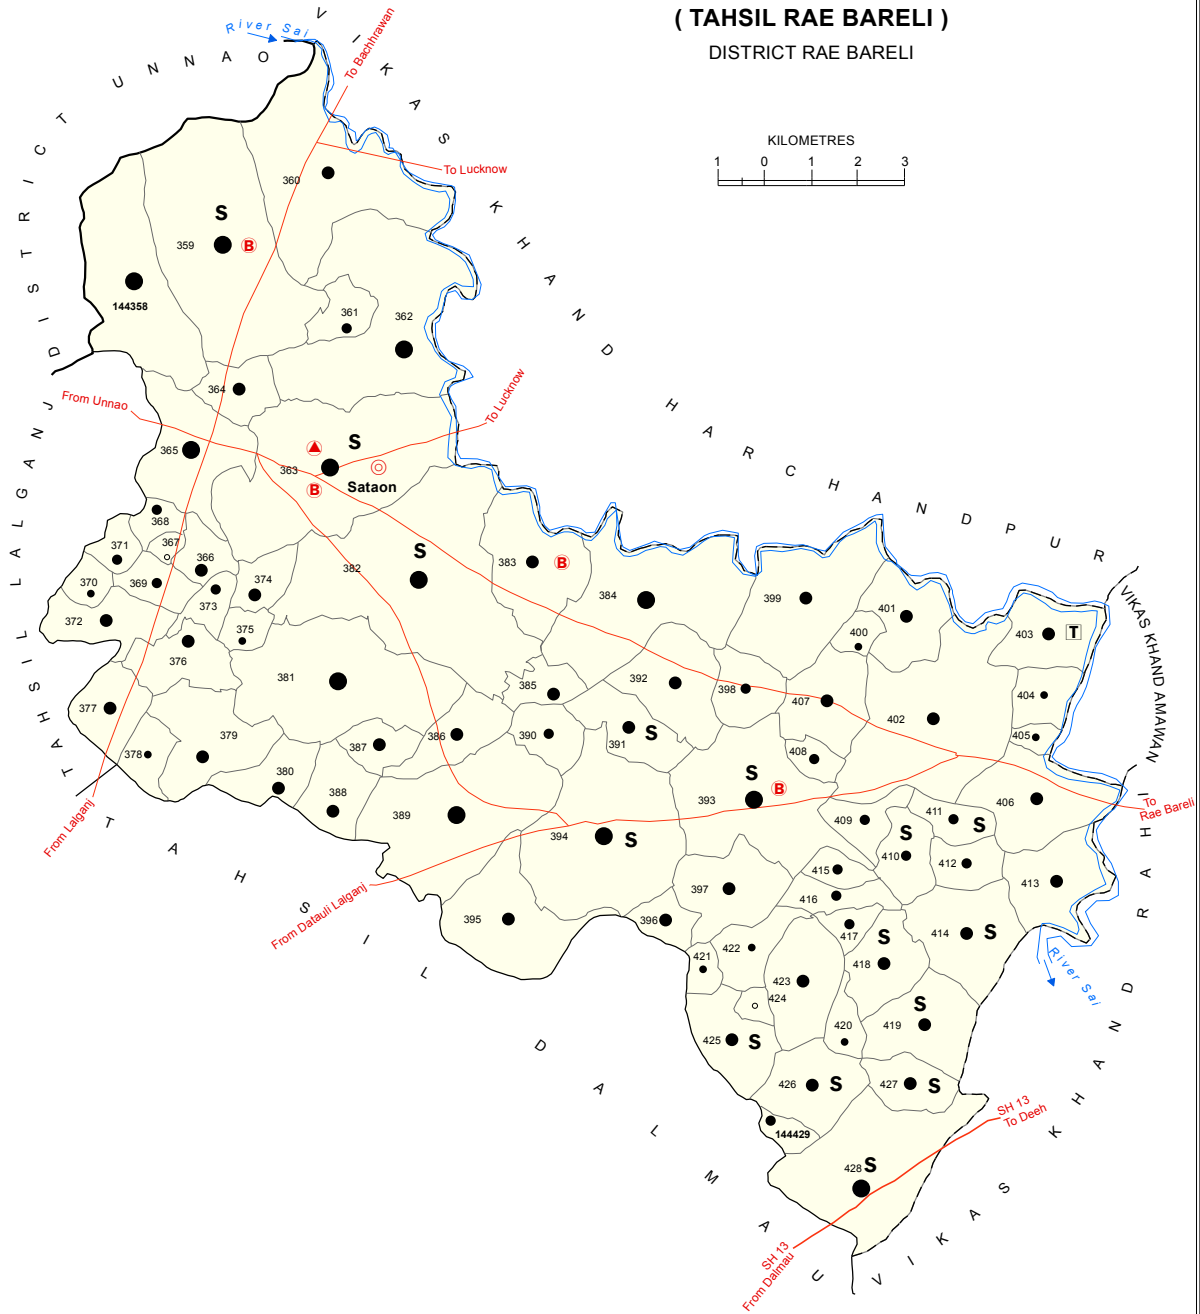 ( TAHSIL RAE BARELI )
DISTRICT RAE BARELI
KILOMETRES
1 0 1 2 3
River Sai
To Bachhrawan
To Lucknow
DISTRICT UNNAO
VIKAS KHAND HARCHANDPUR
360
S
359
B
144358
361
362
364
From Unnao
To Lucknow
365
S
363
B
Sataon
368
367
371
366
370
369
373
374
372
375
376
S
382
383
B
384
399
401
400
403
T
VIKAS KHAND AMAWAN
381
385
392
398
407
402
404
405
377
378
379
380
387
386
390
391
S
408
388
389
S
393
B
394
S
406
To
Rae Bareli
409
411
S
S
410
412
413
415
416
397
395
396
417
S
418
414
S
422
421
423
424
River Sai
S
419
420
425
S
426
S
427
S
144429
428
S
SH 13
To Deeh
SH 13
From Dalmau
From Lalganj
From Datauli Lalganj
TAHSIL LALGANJ
TAHSIL DALMAU
VIKAS KHAND RAHI